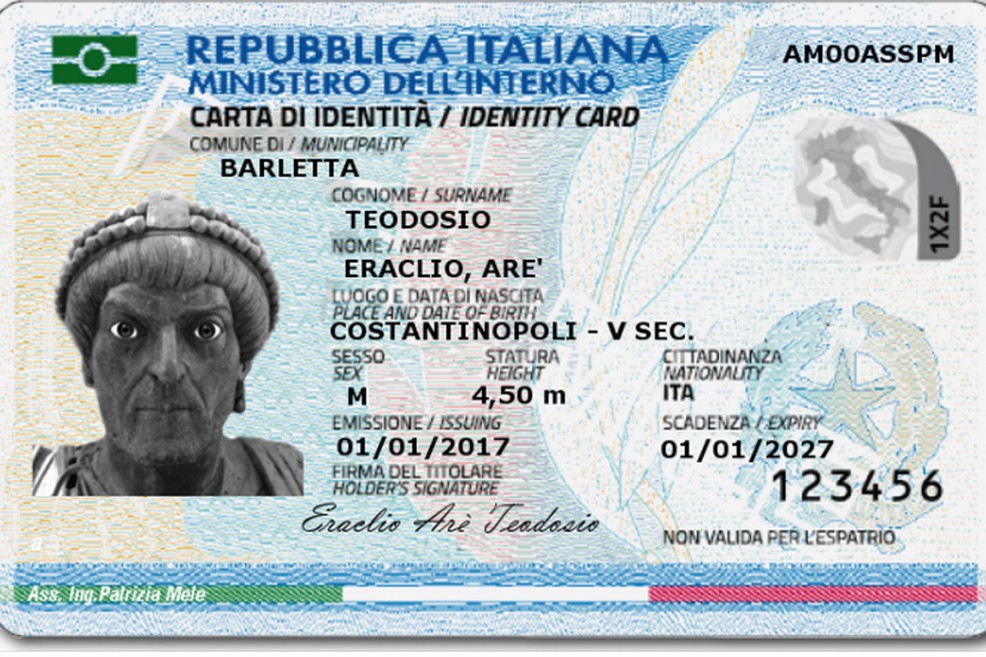 REPUBBLICA ITALIANA
AM00ASSPM
MINISTERO DELL'INTERNO
CARTA DI IDENTITÀ / IDENTITY CARD
COMUNE DI / MUNICIPALITY
BARLETTA
COGNOME / SURNAME
TEODOSIO
NOME / NAME
ERACLIO, ARE'
LUOGO E DATA DI NASCITA
PLACE AND DATE OF BIRTH
COSTANTINOPOLI - V SEC.
SESSO STATURA CITTADINANZA
SEX HEIGHT NATIONALITY
M 4,50 m ITA
EMISSIONE / ISSUING SCADENZA / EXPIRY
01/01/2017 01/01/2027
FIRMA DEL TITOLARE
HOLDER'S SIGNATURE
123456
Eraclio Arè Teodosio
NON VALIDA PER L'ESPATRIO
1X2F
a
Ass. Ing.Patrizia Mele